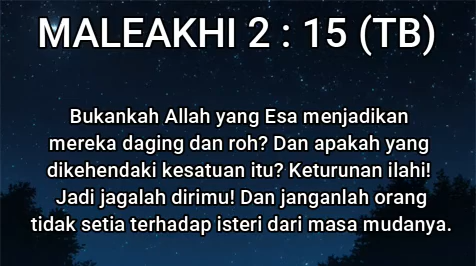 MALEAKHI 2 : 15 (TB)
Bukankah Allah yang Esa menjadikan
mereka daging dan roh? Dan apakah yang
dikehendaki kesatuan itu? Keturunan ilahi!
Jadi jagalah dirimu! Dan janganlah orang
tidak setia terhadap isteri dari masa mudanya.